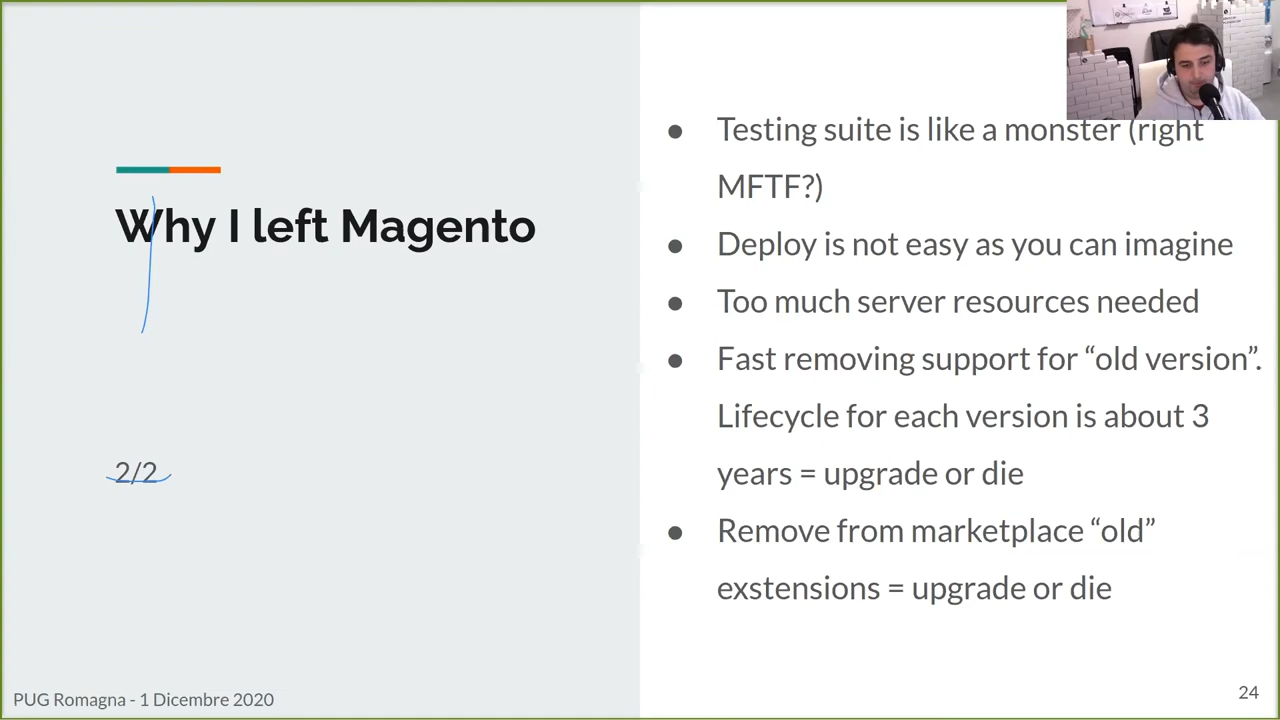 Why I left Magento
2/2
● Testing suite is like a monster (right
MFTF?)
● Deploy is not easy as you can imagine
● Too much server resources needed
● Fast removing support for “old version”.
Lifecycle for each version is about 3
years = upgrade or die
● Remove from marketplace “old”
exstensions = upgrade or die
PUG Romagna - 1 Dicembre 2020
24